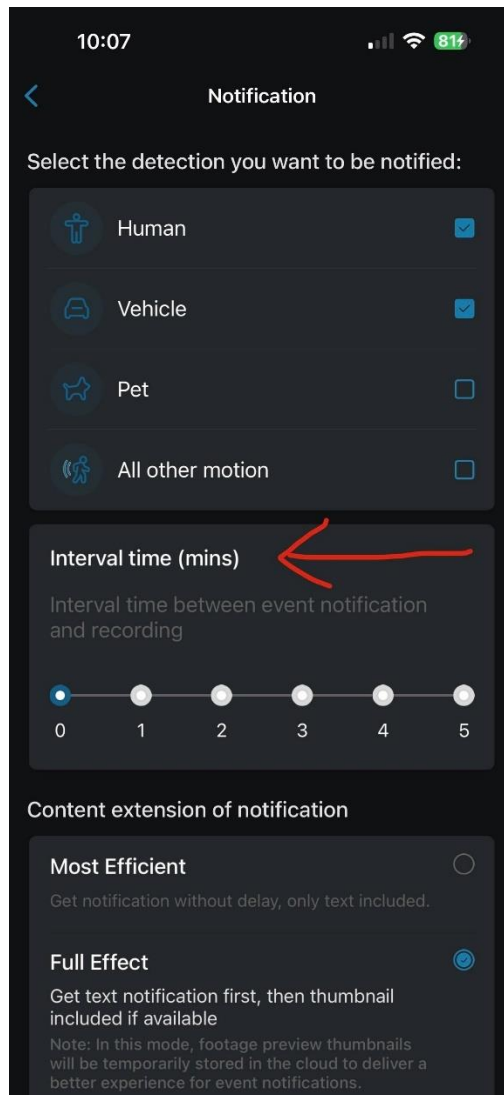 10:07
81
Notification
Select the detection you want to be notified:
Human
Vehicle
Pet
All other motion
Interval time (mins)
Interval time between event notification
and recording
0 1 2 3 4 5
Content extension of notification
Most Efficient
Get notification without delay, only text included.
Full Effect
Get text notification first, then thumbnail
included if available
Note: In this mode, footage preview thumbnails
will be temporarily stored in the cloud to deliver a
better experience for event notifications.